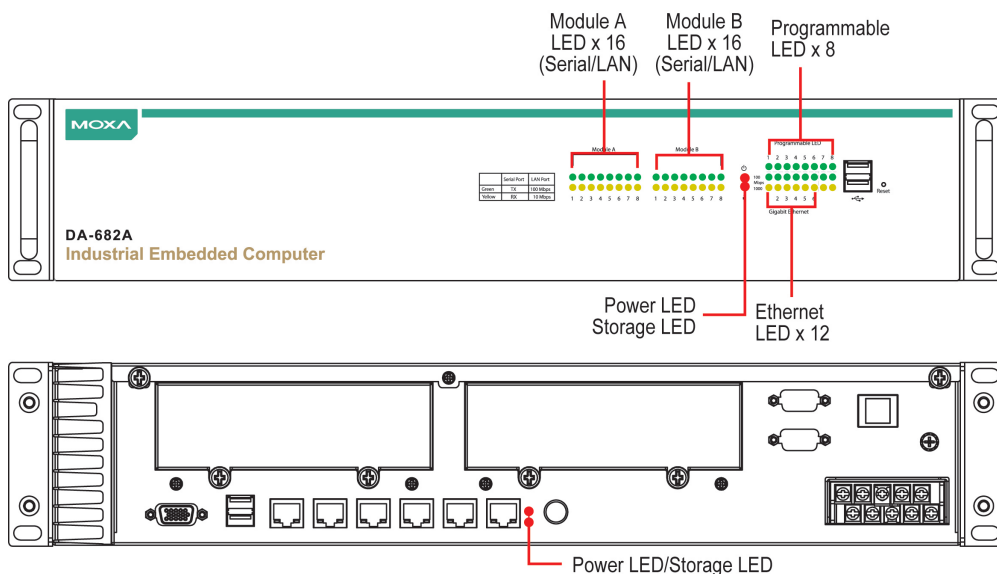 Module A
LED x 16
(Serial/LAN)
Module B
LED x 16
(Serial/LAN)
Programmable
LED x 8
MOXA
Module A
Module B
Programmable LED
1 2 3 4 5 6 7 8
Serial Port LAN Port
Green TX 100 Mbps
Yellow RX 10 Mbps
100
Mbps
1000
1 2 3 4 5 6 7 8
1 2 3 4 5 6 7 8
2 3 4 5 6
Gigabit Ethernet
Reset
DA-682A
Industrial Embedded Computer
Power LED
Storage LED
Ethernet
LED x 12
Power LED/Storage LED